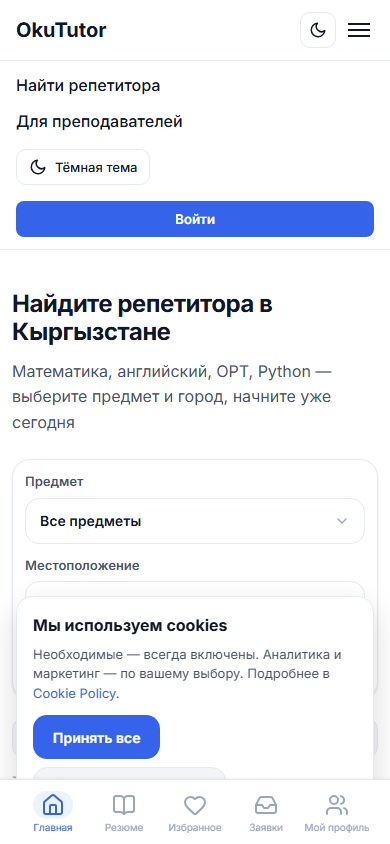 OkuTutor
Найти репетитора
Для преподавателей
Тёмная тема
Войти
Найдите репетитора в
Кыргызстане
Математика, английский, ОРТ, Python —
выберите предмет и город, начните уже
сегодня
Предмет
Все предметы
Местоположение
Мы используем cookies
Необходимые — всегда включены. Аналитика и
маркетинг — по вашему выбору. Подробнее в
Cookie Policy.
Принять все
Главная
Резюме
Избранное
Заявки
Мой профиль